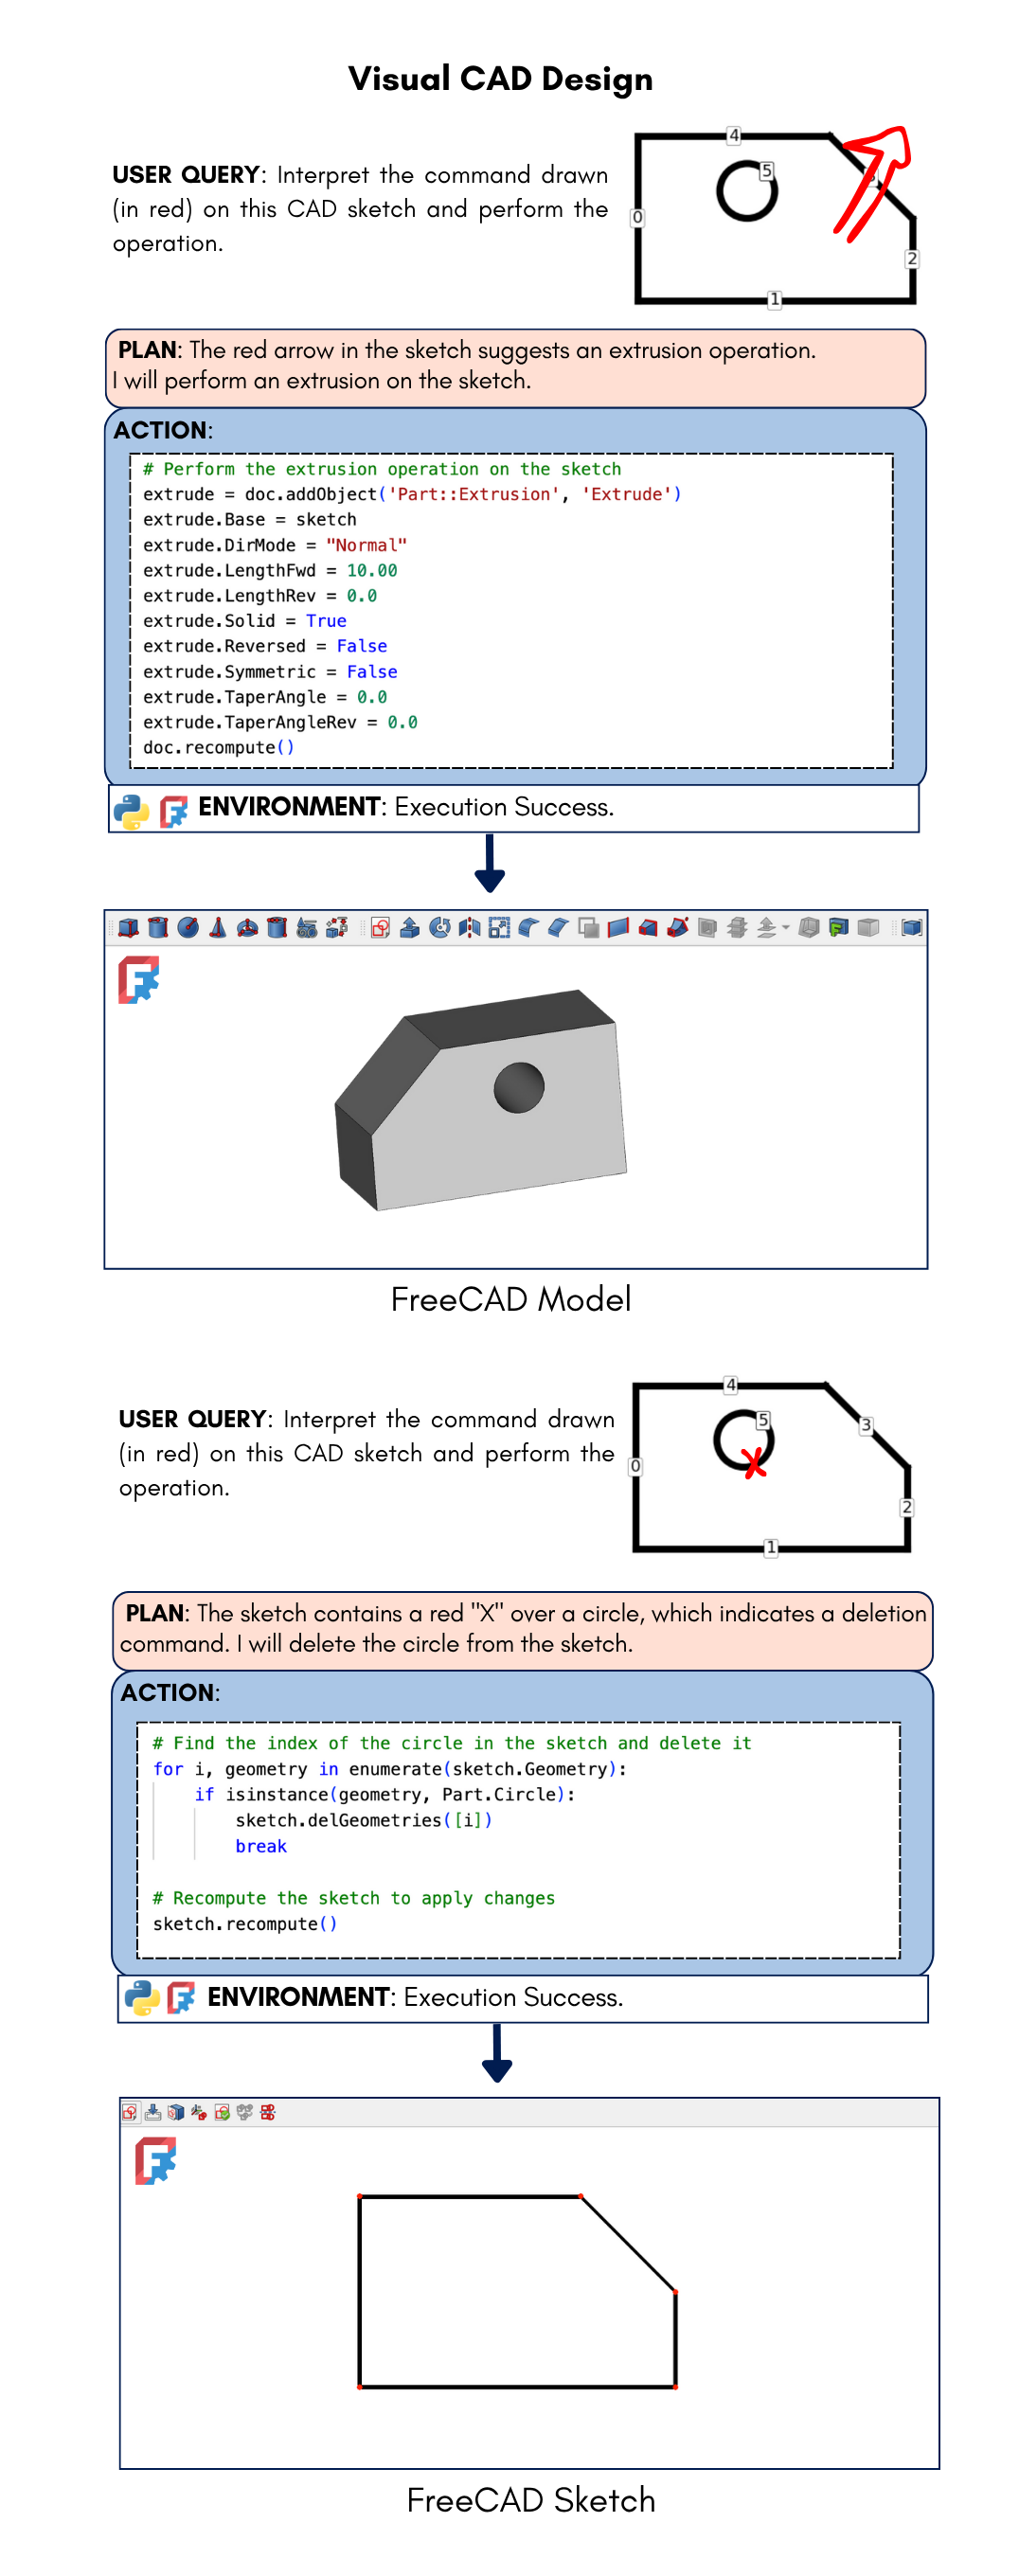 Visual CAD Design
USER QUERY: Interpret the command drawn
(in red) on this CAD sketch and perform the
operation.
4
5
0
2
1
PLAN: The red arrow in the sketch suggests an extrusion operation.
I will perform an extrusion on the sketch.
ACTION:
# Perform the extrusion operation on the sketch
extrude = doc.addObject('Part::Extrusion', 'Extrude')
extrude.Base = sketch
extrude.DirMode = "Normal"
extrude.LengthFwd = 10.00
extrude.LengthRev = 0.0
extrude.Solid = True
extrude.Reversed = False
extrude.Symmetric = False
extrude.TaperAngle = 0.0
extrude.TaperAngleRev = 0.0
doc.recompute()
ENVIRONMENT: Execution Success.
FreeCAD Model
USER QUERY: Interpret the command drawn
(in red) on this CAD sketch and perform the
operation.
4
5
3
0
2
1
PLAN: The sketch contains a red "X" over a circle, which indicates a deletion
command. I will delete the circle from the sketch.
ACTION:
# Find the index of the circle in the sketch and delete it
for i, geometry in enumerate(sketch.Geometry):
if isinstance(geometry, Part.Circle):
sketch.delGeometries([i])
break
# Recompute the sketch to apply changes
sketch.recompute()
ENVIRONMENT: Execution Success.
FreeCAD Sketch